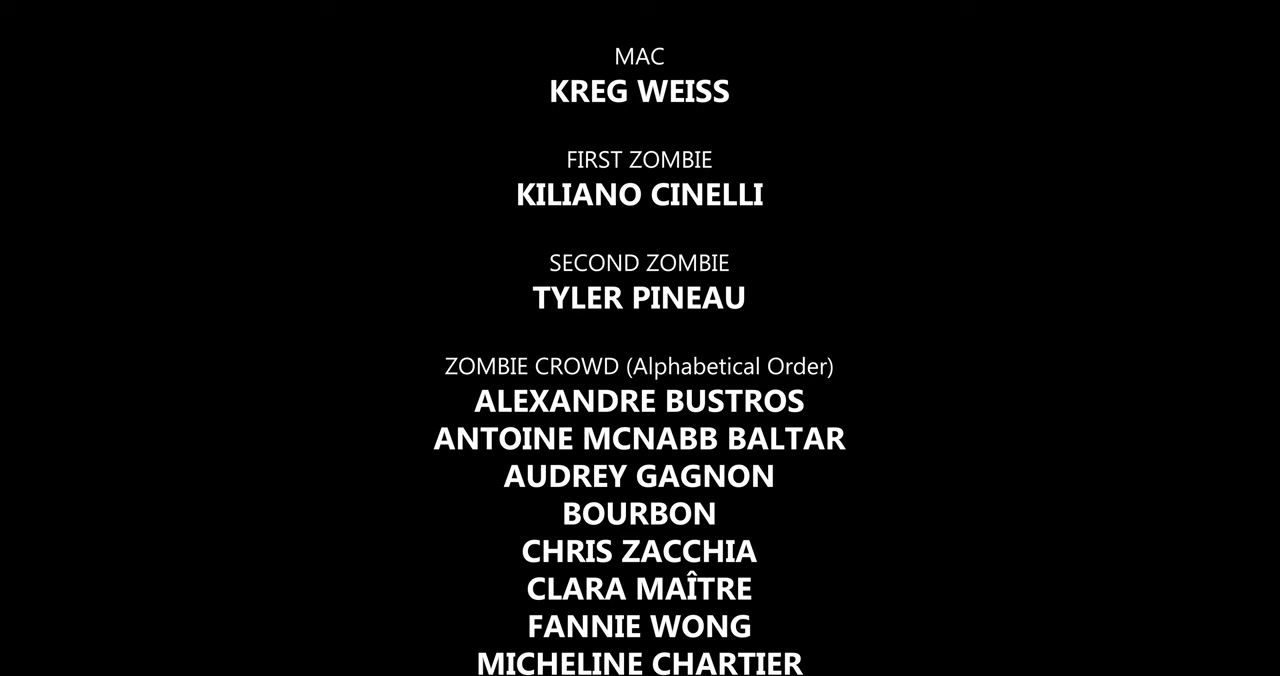 MAC
KREG WEISS
FIRST ZOMBIE
KILIANO CINELLI
SECOND ZOMBIE
TYLER PINEAU
ZOMBIE CROWD (Alphabetical Order)
ALEXANDRE BUSTROS
ANTOINE MCNABB BALTAR
AUDREY GAGNON
BOURBON
CHRIS ZACCHIA
CLARA MAÎTRE
FANNIE WONG
MICHELINE CHARTIER